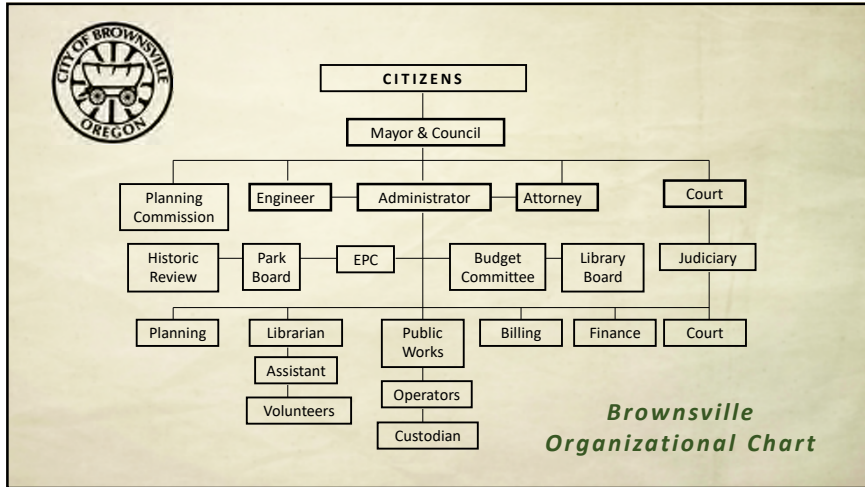 CITY OF BROWNSVILLE
OREGON
CITIZENS
Mayor & Council
Planning
Commission
Engineer
Administrator
Attorney
Court
Historic
Review
Park
Board
EPC
Budget
Committee
Library
Board
Judiciary
Planning
Librarian
Public
Works
Billing
Finance
Court
Assistant
Operators
Volunteers
Custodian
Brownsville
Organizational Chart